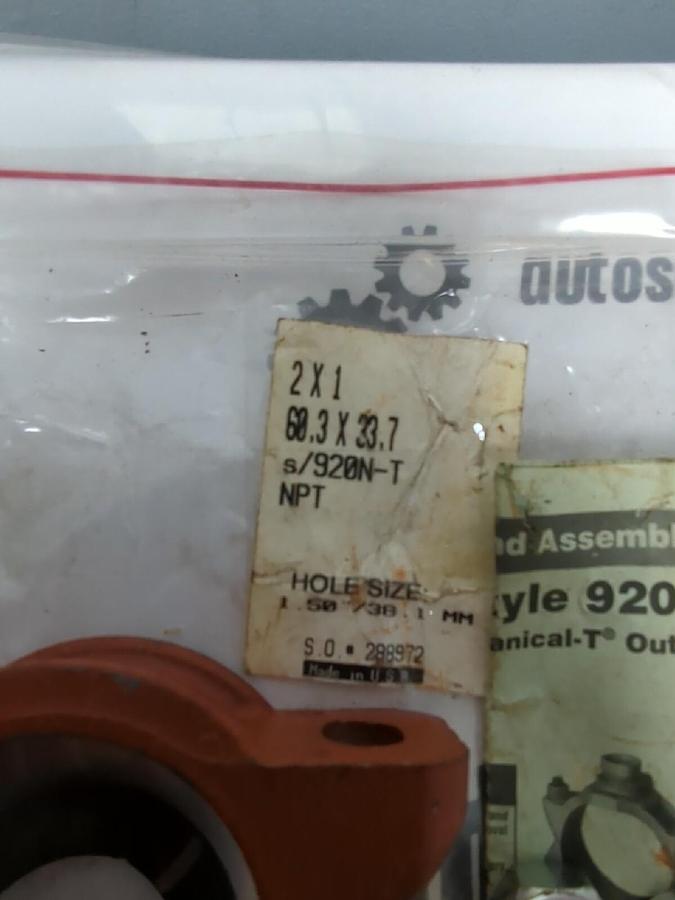 autos
2 X 1
60.3 X 33.7
s/920N-T
NPT
HOLE SIZE:
1.50"/38.1 MM
S.O.# 288972
Made in U.S.A.
nd Assembl
tyle 920
anical-T® Out